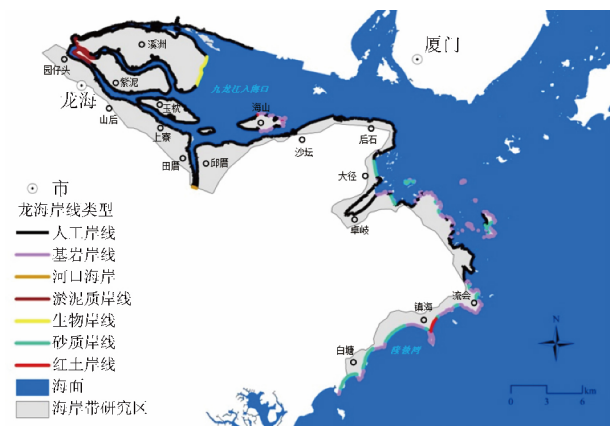 厦门
溪洲
园仔头
紫泥
九龙江入海口
龙海
玉枕
海山
山后
上寨
后石
沙坛
田厝
邱厝
大径
卓岐
市
龙海岸线类型
人工岸线
基岩岸线
河口海岸
淤泥质岸线
生物岸线
砂质岸线
红土岸线
海面
海岸带研究区
流会
镇海
白塘
N
0 3 6
km